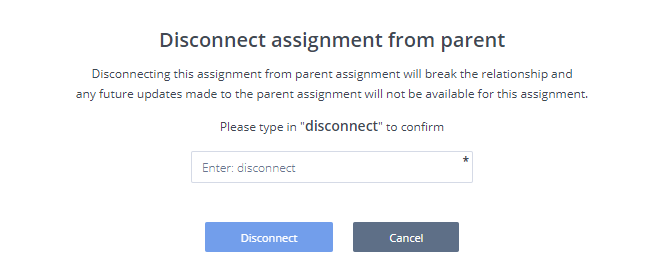 Disconnect assignment from parent
Disconnecting this assignment from parent assignment will break the relationship and
any future updates made to the parent assignment will not be available for this assignment.
Please type in "disconnect" to confirm
Enter: disconnect *
Disconnect Cancel